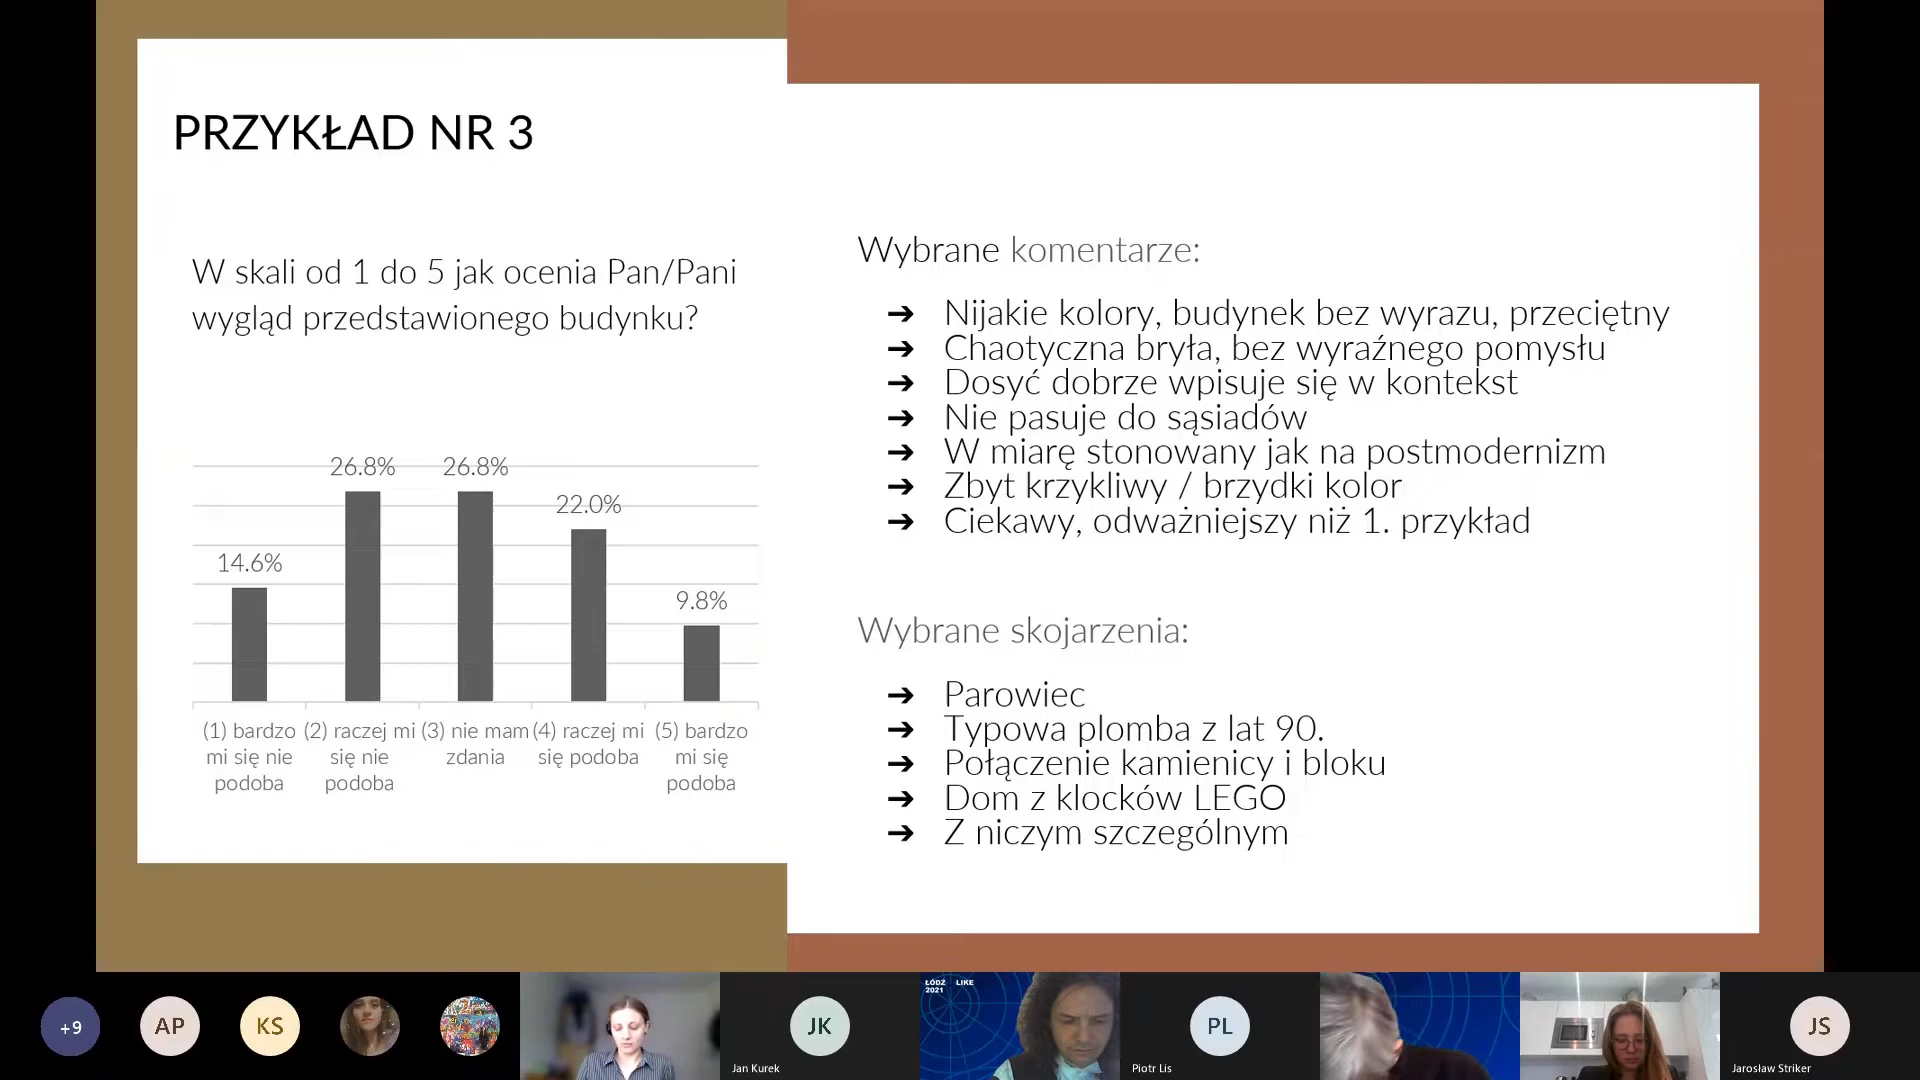 PRZYKŁAD NR 3
W skali od 1 do 5 jak ocenia Pan/Pani
wygląd przedstawionego budynku?
14.6%
26.8%
26.8%
22.0%
9.8%
(1) bardzo
mi się nie
podoba
(2) raczej mi
się nie
podoba
(3) nie mam
zdania
(4) raczej mi
się podoba
(5) bardzo
mi się
podoba
Wybrane komentarze:
➔ Nijakie kolory, budynek bez wyrazu, przeciętny
➔ Chaotyczna bryła, bez wyraźnego pomysłu
➔ Dosyć dobrze wpisuje się w kontekst
➔ Nie pasuje do sąsiadów
➔ W miarę stonowany jak na postmodernizm
➔ Zbyt krzykliwy / brzydki kolor
➔ Ciekawy, odważniejszy niż 1. przykład
Wybrane skojarzenia:
➔ Parowiec
➔ Typowa plomba z lat 90.
➔ Połączenie kamienicy i bloku
➔ Dom z klocków LEGO
➔ Z niczym szczególnym
+9
AP
KS
JK
Jan Kurek
ŁÓDŹ LIKE
2021
PL
Piotr Lis
JS
Jarosław Striker